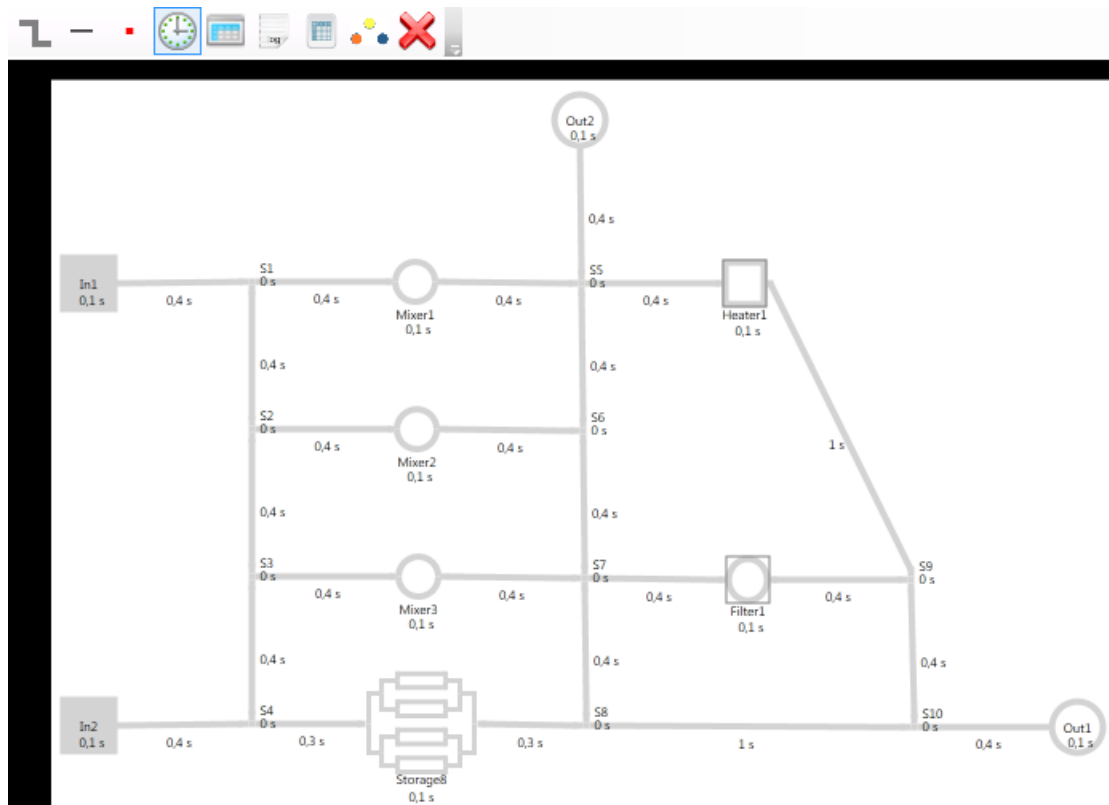 Out2
0,1 s
0,4 s
In1
0,1 s
0,4 s
S1
0 s
0,4 s
Mixer1
0,1 s
0,4 s
S5
0 s
0,4 s
Heater1
0,1 s
0,4 s
0,4 s
S2
0 s
0,4 s
Mixer2
0,1 s
0,4 s
S6
0 s
1 s
0,4 s
0,4 s
S3
0 s
0,4 s
Mixer3
0,1 s
0,4 s
S7
0 s
0,4 s
Filter1
0,1 s
0,4 s
S9
0 s
0,4 s
0,4 s
0,4 s
In2
0,1 s
0,4 s
S4
0 s
0,3 s
Storage8
0,1 s
0,3 s
S8
0 s
1 s
S10
0 s
0,4 s
Out1
0,1 s